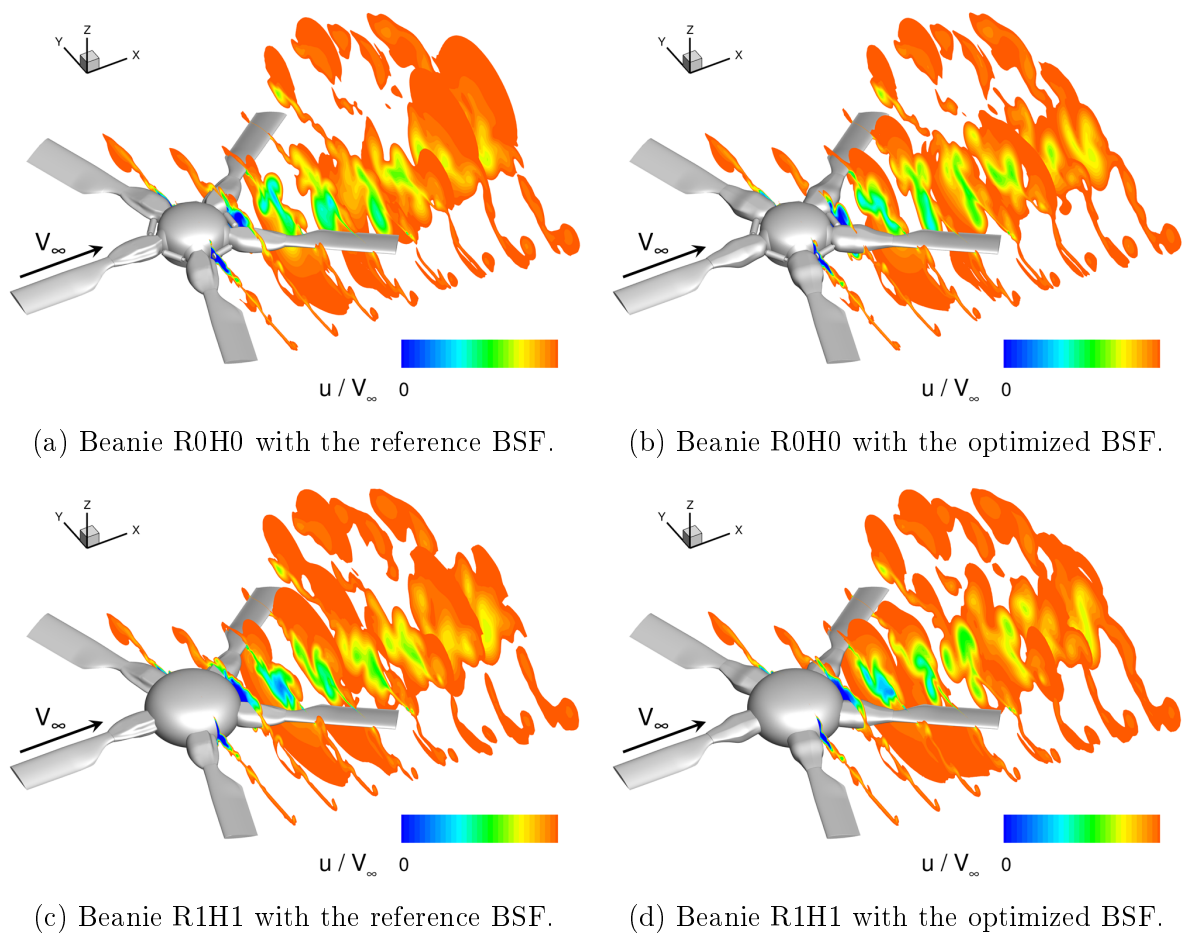 Z
Y
X
V∞
u / V∞ 0
(a) Beanie R0H0 with the reference BSF.
Z
Y
X
V∞
u / V∞ 0
(b) Beanie R0H0 with the optimized BSF.
Z
Y
X
V∞
u / V∞ 0
(c) Beanie R1H1 with the reference BSF.
Z
Y
X
V∞
u / V∞ 0
(d) Beanie R1H1 with the optimized BSF.